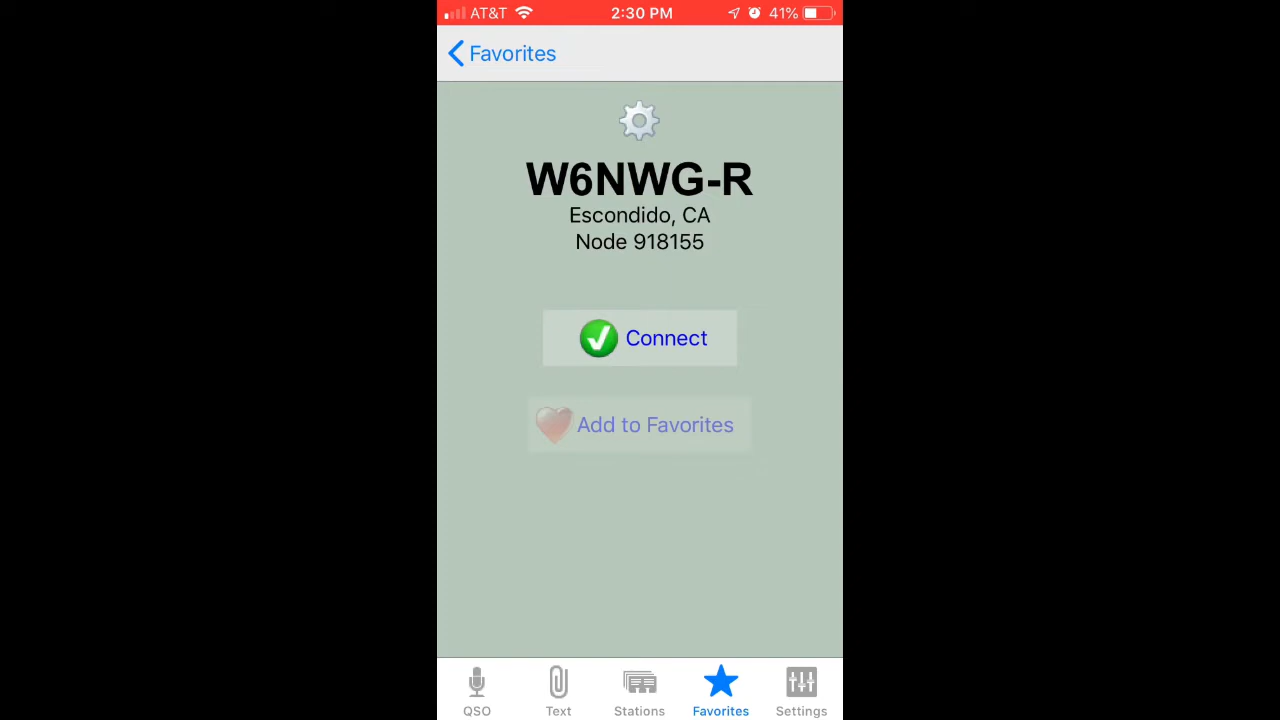 AT&T 2:30 PM 41%
Favorites
W6NWG-R
Escondido, CA
Node 918155
Connect
Add to Favorites
QSO Text Stations Favorites Settings